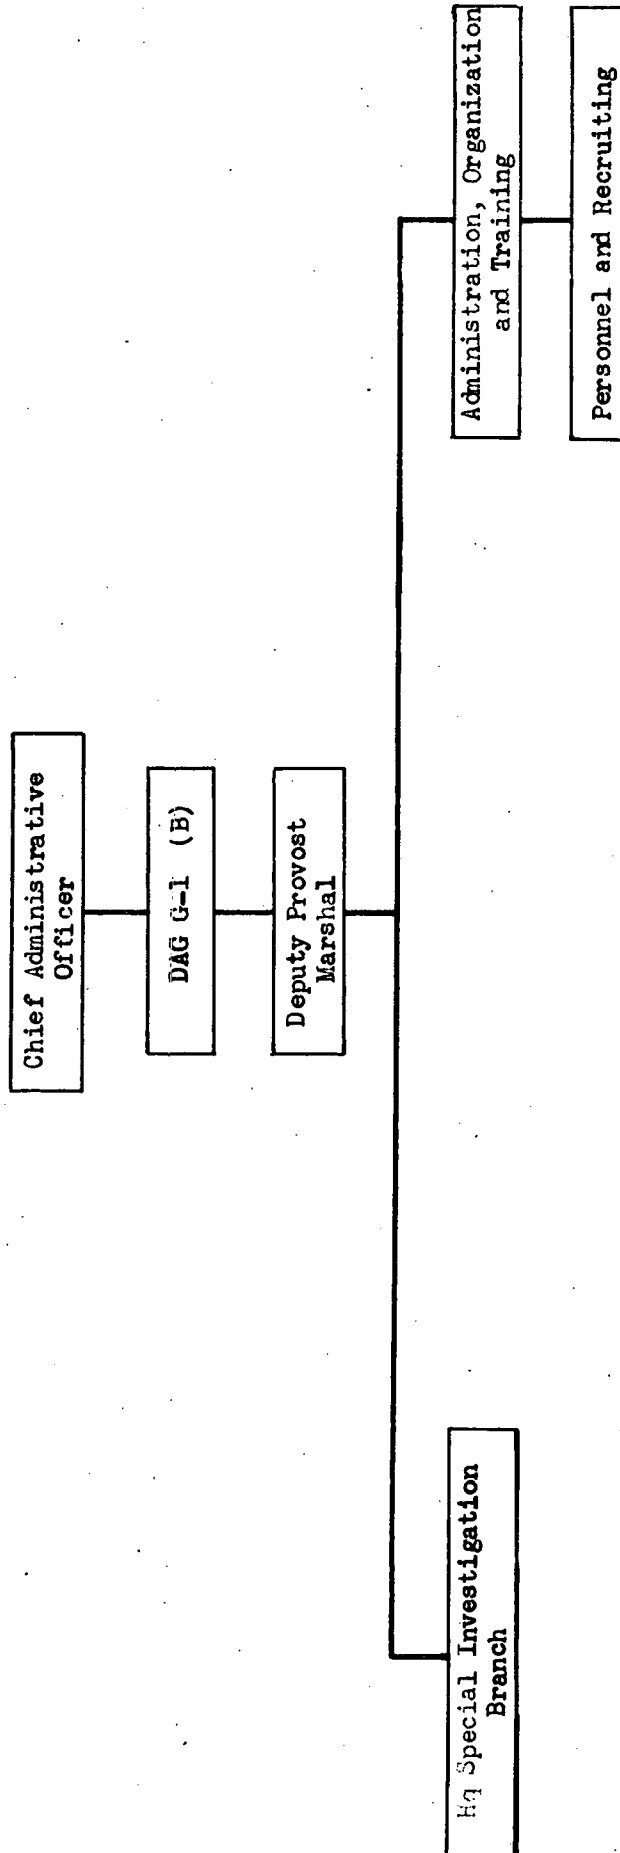 Chief Administrative
Officer
DAG G-1 (B)
Deputy Provost
Marshal
Hq Special Investigation
Branch
Administration, Organization
and Training
Personnel and Recruiting